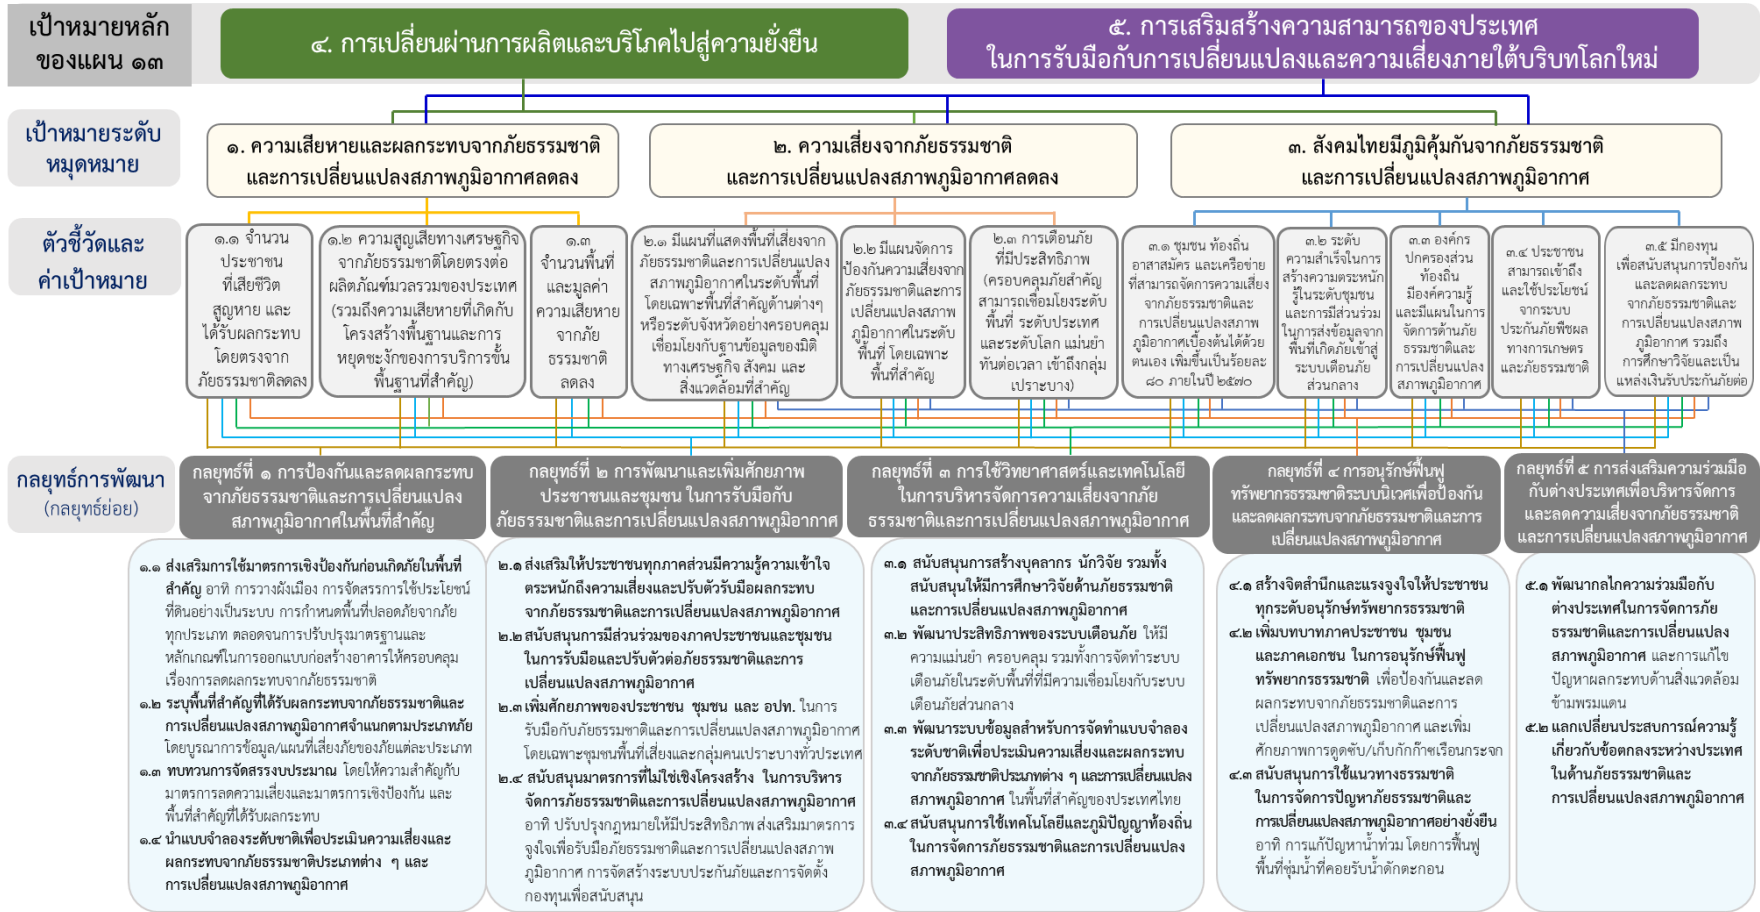 เป้าหมายหลัก
ของแผน ๑๓
๔. การเปลี่ยนผ่านการผลิตและบริโภคไปสู่ความยั่งยืน
๕. การเสริมสร้างความสามารถของประเทศ
ในการรับมือกับการเปลี่ยนแปลงและความเสี่ยงภายใต้บริบทโลกใหม่
เป้าหมายระดับ
หมุดหมาย
๑. ความเสียหายและผลกระทบจากภัยธรรมชาติ
และการเปลี่ยนแปลงสภาพภูมิอากาศลดลง
๒. ความเสี่ยงจากภัยธรรมชาติ
และการเปลี่ยนแปลงสภาพภูมิอากาศลดลง
๓. สังคมไทยมีภูมิคุ้มกันจากภัยธรรมชาติ
และการเปลี่ยนแปลงสภาพภูมิอากาศ
ตัวชี้วัดและ
ค่าเป้าหมาย
๑.๑ จำนวน
ประชาชน
ที่เสียชีวิต
สูญหาย และ
ได้รับผลกระทบ
โดยตรงจาก
ภัยธรรมชาติลดลง
๑.๒ ความสูญเสียทางเศรษฐกิจ
จากภัยธรรมชาติโดยตรงต่อ
ผลิตภัณฑ์มวลรวมของประเทศ
(รวมถึงความเสียหายที่เกิดกับ
โครงสร้างพื้นฐานและการ
หยุดชะงักของการบริการขั้น
พื้นฐานที่สำคัญ)
๑.๓
จำนวนพื้นที่
และมูลค่า
ความเสียหาย
จากภัย
ธรรมชาติ
ลดลง
๒.๑ มีแผนที่แสดงพื้นที่เสี่ยงจาก
ภัยธรรมชาติและการเปลี่ยนแปลง
สภาพภูมิอากาศในระดับพื้นที่
โดยเฉพาะพื้นที่สำคัญด้านต่างๆ
หรือระดับจังหวัดอย่างครอบคลุม
เชื่อมโยงกับฐานข้อมูลของมิติ
ทางเศรษฐกิจ สังคม และ
สิ่งแวดล้อมที่สำคัญ
๒.๒ มีแผนจัดการ
ป้องกันความเสี่ยงจาก
ภัยธรรมชาติและการ
เปลี่ยนแปลงสภาพ
ภูมิอากาศในระดับ
พื้นที่ โดยเฉพาะ
พื้นที่สำคัญ
๒.๓ การเตือนภัย
ที่มีประสิทธิภาพ
(ครอบคลุมภัยสำคัญ
สามารถเชื่อมโยงระดับ
พื้นที่ ระดับประเทศ
และระดับโลก แม่นยำ
ทันต่อเวลา เข้าถึงกลุ่ม
เปราะบาง)
๓.๑ ชุมชน ท้องถิ่น
อาสาสมัคร และเครือข่าย
ที่สามารถจัดการความเสี่ยง
จากภัยธรรมชาติและ
การเปลี่ยนแปลงสภาพ
ภูมิอากาศเบื้องต้นได้ด้วย
ตนเอง เพิ่มขึ้นเป็นร้อยละ
๘๐ ภายในปี ๒๕๗๐
๓.๒ ระดับ
ความสำเร็จในการ
สร้างความตระหนัก
รู้ในระดับชุมชน
และการมีส่วนร่วม
ในการส่งข้อมูลจาก
พื้นที่เกิดภัยเข้าสู่
ระบบเตือนภัย
ส่วนกลาง
๓.๓ องค์กร
ปกครองส่วน
ท้องถิ่น
มีองค์ความรู้
และมีแผนในการ
จัดการด้านภัย
ธรรมชาติและ
การเปลี่ยนแปลง
สภาพภูมิอากาศ
๓.๔ ประชาชน
สามารถเข้าถึง
และใช้ประโยชน์
จากระบบ
ประกันภัยพืชผล
ทางการเกษตร
และภัยธรรมชาติ
๓.๕ มีกองทุน
เพื่อสนับสนุนการป้องกัน
และลดผลกระทบ
จากภัยธรรมชาติและ
การเปลี่ยนแปลงสภาพ
ภูมิอากาศ รวมถึง
การศึกษาวิจัยและเป็น
แหล่งเงินรับประกันภัยต่อ
กลยุทธ์การพัฒนา
(กลยุทธ์ย่อย)
กลยุทธ์ที่ ๑ การป้องกันและลดผลกระทบ
จากภัยธรรมชาติและการเปลี่ยนแปลง
สภาพภูมิอากาศในพื้นที่สำคัญ
กลยุทธ์ที่ ๒ การพัฒนาและเพิ่มศักยภาพ
ประชาชนและชุมชน ในการรับมือกับ
ภัยธรรมชาติและการเปลี่ยนแปลงสภาพภูมิอากาศ
กลยุทธ์ที่ ๓ การใช้วิทยาศาสตร์และเทคโนโลยี
ในการบริหารจัดการความเสี่ยงจากภัย
ธรรมชาติและการเปลี่ยนแปลงสภาพภูมิอากาศ
กลยุทธ์ที่ ๔ การอนุรักษ์ฟื้นฟู
ทรัพยากรธรรมชาติระบบนิเวศเพื่อป้องกัน
และลดผลกระทบจากภัยธรรมชาติและการ
เปลี่ยนแปลงสภาพภูมิอากาศ
กลยุทธ์ที่ ๕ การส่งเสริมความร่วมมือ
กับต่างประเทศเพื่อบริหารจัดการ
และลดความเสี่ยงจากภัยธรรมชาติ
และการเปลี่ยนแปลงสภาพภูมิอากาศ
๑.๑ ส่งเสริมการใช้มาตรการเชิงป้องกันก่อนเกิดภัยในพื้นที่
สำคัญ อาทิ การวางผังเมือง การจัดสรรการใช้ประโยชน์
ที่ดินอย่างเป็นระบบ การกำหนดพื้นที่ปลอดภัยจากภัย
ทุกประเภท ตลอดจนการปรับปรุงมาตรฐานและ
หลักเกณฑ์ในการออกแบบก่อสร้างอาคารให้ครอบคลุม
เรื่องการลดผลกระทบจากภัยธรรมชาติ
๑.๒ ระบุพื้นที่สำคัญที่ได้รับผลกระทบจากภัยธรรมชาติและ
การเปลี่ยนแปลงสภาพภูมิอากาศจำแนกตามประเภทภัย
โดยบูรณาการข้อมูล/แผนที่เสี่ยงภัยของภัยแต่ละประเภท
๑.๓ ทบทวนการจัดสรรงบประมาณ โดยให้ความสำคัญกับ
มาตรการลดความเสี่ยงและมาตรการเชิงป้องกัน และ
พื้นที่สำคัญที่ได้รับผลกระทบ
๑.๔ นำแบบจำลองระดับชาติเพื่อประเมินความเสี่ยงและ
ผลกระทบจากภัยธรรมชาติประเภทต่าง ๆ และ
การเปลี่ยนแปลงสภาพภูมิอากาศ
๒.๑ ส่งเสริมให้ประชาชนทุกภาคส่วนมีความรู้ความเข้าใจ
ตระหนักถึงความเสี่ยงและปรับตัวรับมือผลกระทบ
จากภัยธรรมชาติและการเปลี่ยนแปลงสภาพภูมิอากาศ
๒.๒ สนับสนุนการมีส่วนร่วมของภาคประชาชนและชุมชน
ในการรับมือและปรับตัวต่อภัยธรรมชาติและการ
เปลี่ยนแปลงสภาพภูมิอากาศ
๒.๓ เพิ่มศักยภาพของประชาชน ชุมชน และ อปท. ในการ
รับมือกับภัยธรรมชาติและการเปลี่ยนแปลงสภาพภูมิอากาศ
โดยเฉพาะชุมชนพื้นที่เสี่ยงและกลุ่มคนเปราะบางทั่วประเทศ
๒.๔ สนับสนุนมาตรการที่ไม่ใช่เชิงโครงสร้าง ในการบริหาร
จัดการภัยธรรมชาติและการเปลี่ยนแปลงสภาพภูมิอากาศ
อาทิ ปรับปรุงกฎหมายให้มีประสิทธิภาพ ส่งเสริมมาตรการ
จูงใจเพื่อรับมือภัยธรรมชาติและการเปลี่ยนแปลงสภาพ
ภูมิอากาศ การจัดสร้างระบบประกันภัยและการจัดตั้ง
กองทุนเพื่อสนับสนุน
๓.๑ สนับสนุนการสร้างบุคลากร นักวิจัย รวมทั้ง
สนับสนุนให้มีการศึกษาวิจัยด้านภัยธรรมชาติ
และการเปลี่ยนแปลงสภาพภูมิอากาศ
๓.๒ พัฒนาประสิทธิภาพของระบบเตือนภัย ให้มี
ความแม่นยำ ครอบคลุม รวมทั้งการจัดทำระบบ
เตือนภัยในระดับพื้นที่ที่มีความเชื่อมโยงกับระบบ
เตือนภัยส่วนกลาง
๓.๓ พัฒนาระบบข้อมูลสำหรับการจัดทำแบบจำลอง
ระดับชาติเพื่อประเมินความเสี่ยงและผลกระทบ
จากภัยธรรมชาติประเภทต่าง ๆ และการเปลี่ยนแปลง
สภาพภูมิอากาศ ในพื้นที่สำคัญของประเทศไทย
๓.๔ สนับสนุนการใช้เทคโนโลยีและภูมิปัญญาท้องถิ่น
ในการจัดการภัยธรรมชาติและการเปลี่ยนแปลง
สภาพภูมิอากาศ
๔.๑ สร้างจิตสำนึกและแรงจูงใจให้ประชาชน
ทุกระดับอนุรักษ์ทรัพยากรธรรมชาติ
๔.๒ เพิ่มบทบาทภาคประชาชน ชุมชน
และภาคเอกชน ในการอนุรักษ์ฟื้นฟู
ทรัพยากรธรรมชาติ เพื่อป้องกันและลด
ผลกระทบจากภัยธรรมชาติและการ
เปลี่ยนแปลงสภาพภูมิอากาศ และเพิ่ม
ศักยภาพการดูดซับ/เก็บกักก๊าซเรือนกระจก
๔.๓ สนับสนุนการใช้แนวทางธรรมชาติ
ในการจัดการปัญหาภัยธรรมชาติและ
การเปลี่ยนแปลงสภาพภูมิอากาศอย่างยั่งยืน
อาทิ การแก้ปัญหาน้ำท่วม โดยการฟื้นฟู
พื้นที่ชุ่มน้ำที่คอยรับน้ำดักตะกอน
๕.๑ พัฒนากลไกความร่วมมือกับ
ต่างประเทศในการจัดการภัย
ธรรมชาติและการเปลี่ยนแปลง
สภาพภูมิอากาศ และการแก้ไข
ปัญหาผลกระทบด้านสิ่งแวดล้อม
ข้ามพรมแดน
๕.๒ แลกเปลี่ยนประสบการณ์ความรู้
เกี่ยวกับข้อตกลงระหว่างประเทศ
ในด้านภัยธรรมชาติและ
การเปลี่ยนแปลงสภาพภูมิอากาศ